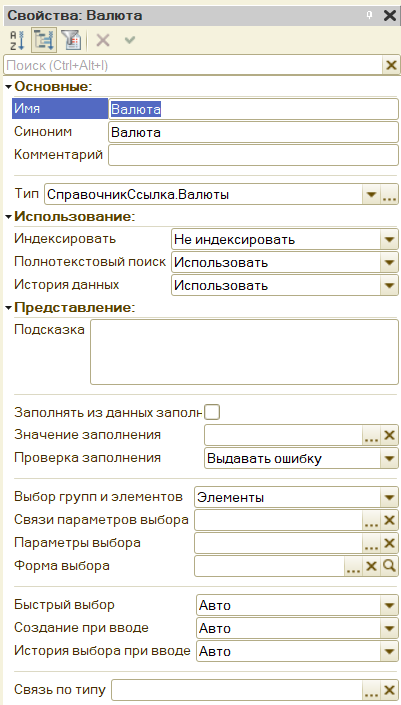 Свойства: Валюта
Поиск (Ctrl+Alt+I)
Основные:
Имя Валюта
Синоним Валюта
Комментарий
Тип СправочникСсылка.Валюты
Использование:
Индексировать Не индексировать
Полнотекстовый поиск Использовать
История данных Использовать
Представление:
Подсказка
Заполнять из данных заполн
Значение заполнения
Проверка заполнения Выдавать ошибку
Выбор групп и элементов Элементы
Связи параметров выбора
Параметры выбора
Форма выбора
Быстрый выбор Авто
Создание при вводе Авто
История выбора при вводе Авто
Связь по типу